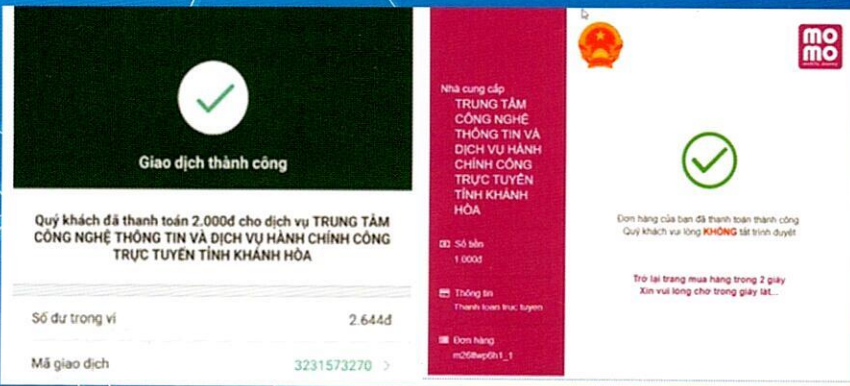 Giao dịch thành công
Quý khách đã thanh toán 2.000đ cho dịch vụ TRUNG TÂM
CÔNG NGHỆ THÔNG TIN VÀ DỊCH VỤ HÀNH CHÍNH CÔNG
TRỰC TUYẾN TỈNH KHÁNH HÒA
Số dư trong ví 2.644đ
Mã giao dịch 3231573270 >
Nhà cung cấp
TRUNG TÂM
CÔNG NGHỆ
THÔNG TIN VÀ
DỊCH VỤ HÀNH
CHÍNH CÔNG
TRỰC TUYẾN
TỈNH KHÁNH
HÒA
Số tiền
1.000đ
Thông tin
Thanh toan truc tuyen
Đơn hàng
mo
mo
Đơn hàng của bạn đã thanh toán thành công
Quý khách vui lòng KHÔNG tắt trình duyệt
Trở lại trang mua hàng trong 2 giây
Xin vui lòng chờ trong giây lát...